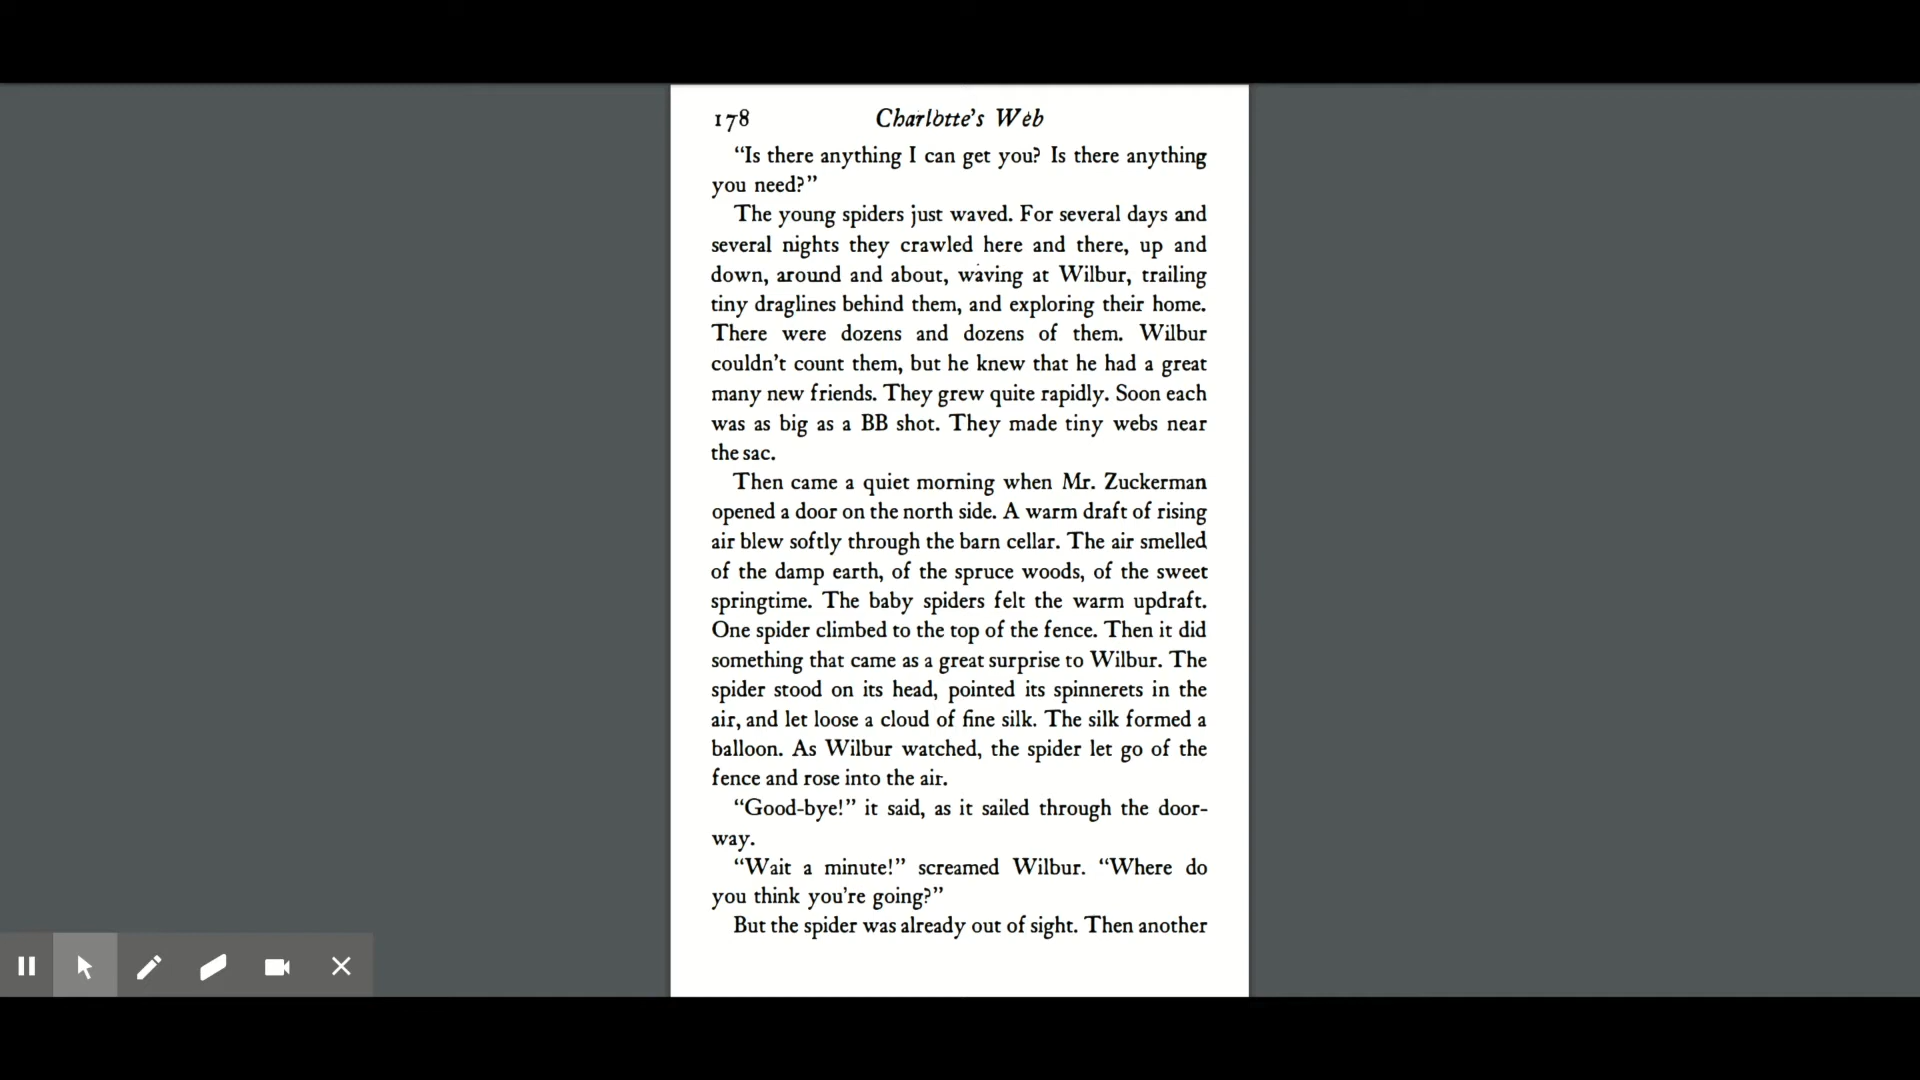 178 Charlotte's Web
“Is there anything I can get you? Is there anything
you need?”
The young spiders just waved. For several days and
several nights they crawled here and there, up and
down, around and about, waving at Wilbur, trailing
tiny draglines behind them, and exploring their home.
There were dozens and dozens of them. Wilbur
couldn't count them, but he knew that he had a great
many new friends. They grew quite rapidly. Soon each
was as big as a BB shot. They made tiny webs near
the sac.
Then came a quiet morning when Mr. Zuckerman
opened a door on the north side. A warm draft of rising
air blew softly through the barn cellar. The air smelled
of the damp earth, of the spruce woods, of the sweet
springtime. The baby spiders felt the warm updraft.
One spider climbed to the top of the fence. Then it did
something that came as a great surprise to Wilbur. The
spider stood on its head, pointed its spinnerets in the
air, and let loose a cloud of fine silk. The silk formed a
balloon. As Wilbur watched, the spider let go of the
fence and rose into the air.
“Good-bye!” it said, as it sailed through the door-
way.
“Wait a minute!” screamed Wilbur. “Where do
you think you're going?”
But the spider was already out of sight. Then another